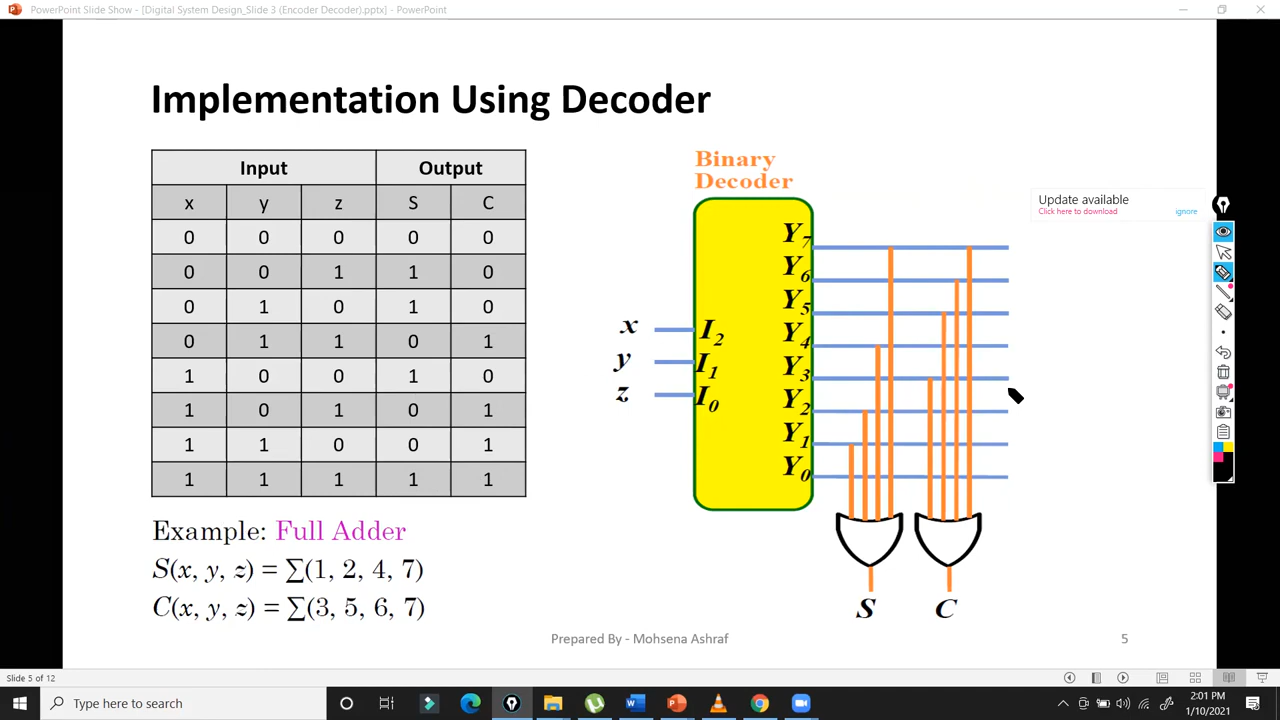 PowerPoint Slide Show - [Digital System Design_Slide 3 (Encoder Decoder).pptx] - PowerPoint
Implementation Using Decoder
Input Output
x y z S C
0 0 0 0 0
0 0 1 1 0
0 1 0 1 0
0 1 1 0 1
1 0 0 1 0
1 0 1 0 1
1 1 0 0 1
1 1 1 1 1
Example: Full Adder
S(x, y, z) = ∑(1, 2, 4, 7)
C(x, y, z) = ∑(3, 5, 6, 7)
Binary
Decoder
x I2
y I1
z I0
Y7
Y6
Y5
Y4
Y3
Y2
Y1
Y0
S C
Update available
Click here to download ignore
Prepared By - Mohsena Ashraf
5
Slide 5 of 12
Type here to search
2:01 PM
1/10/2021